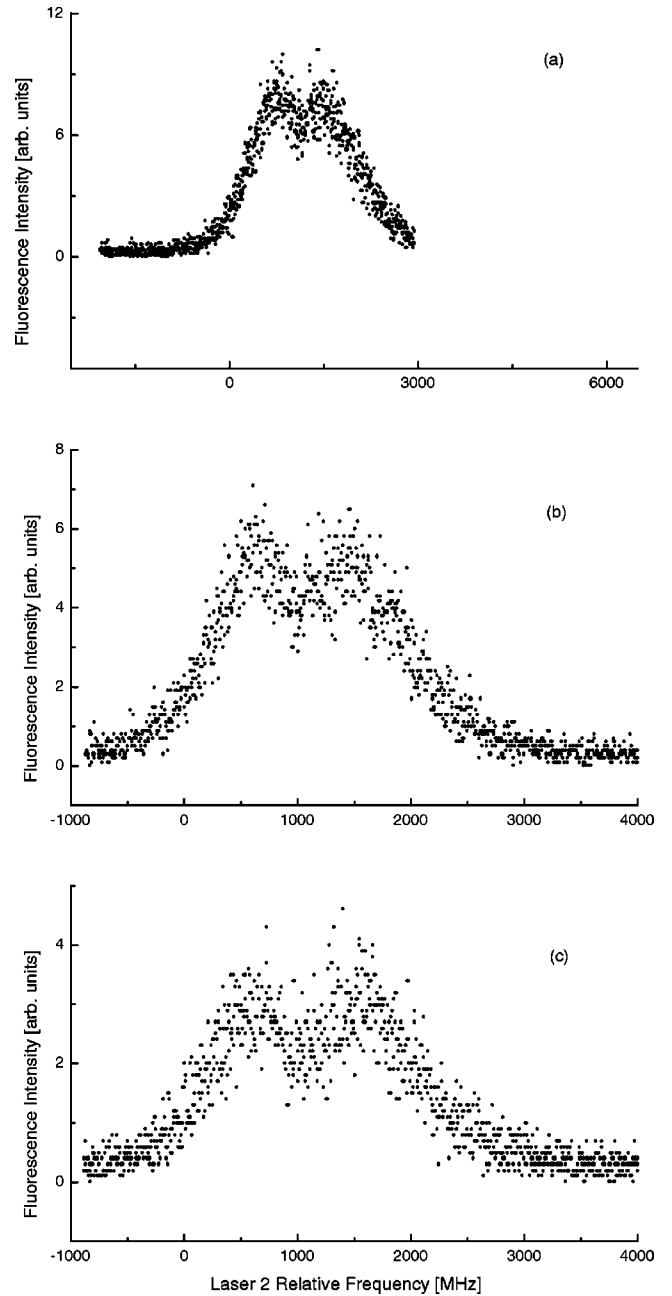 12
(a)
6
0
Fluorescence Intensity [arb. units]
0 3000 6000
8
(b)
6
4
2
0
Fluorescence Intensity [arb. units]
-1000 0 1000 2000 3000 4000
(c)
4
2
0
Fluorescence Intensity [arb. units]
-1000 0 1000 2000 3000 4000
Laser 2 Relative Frequency [MHz]